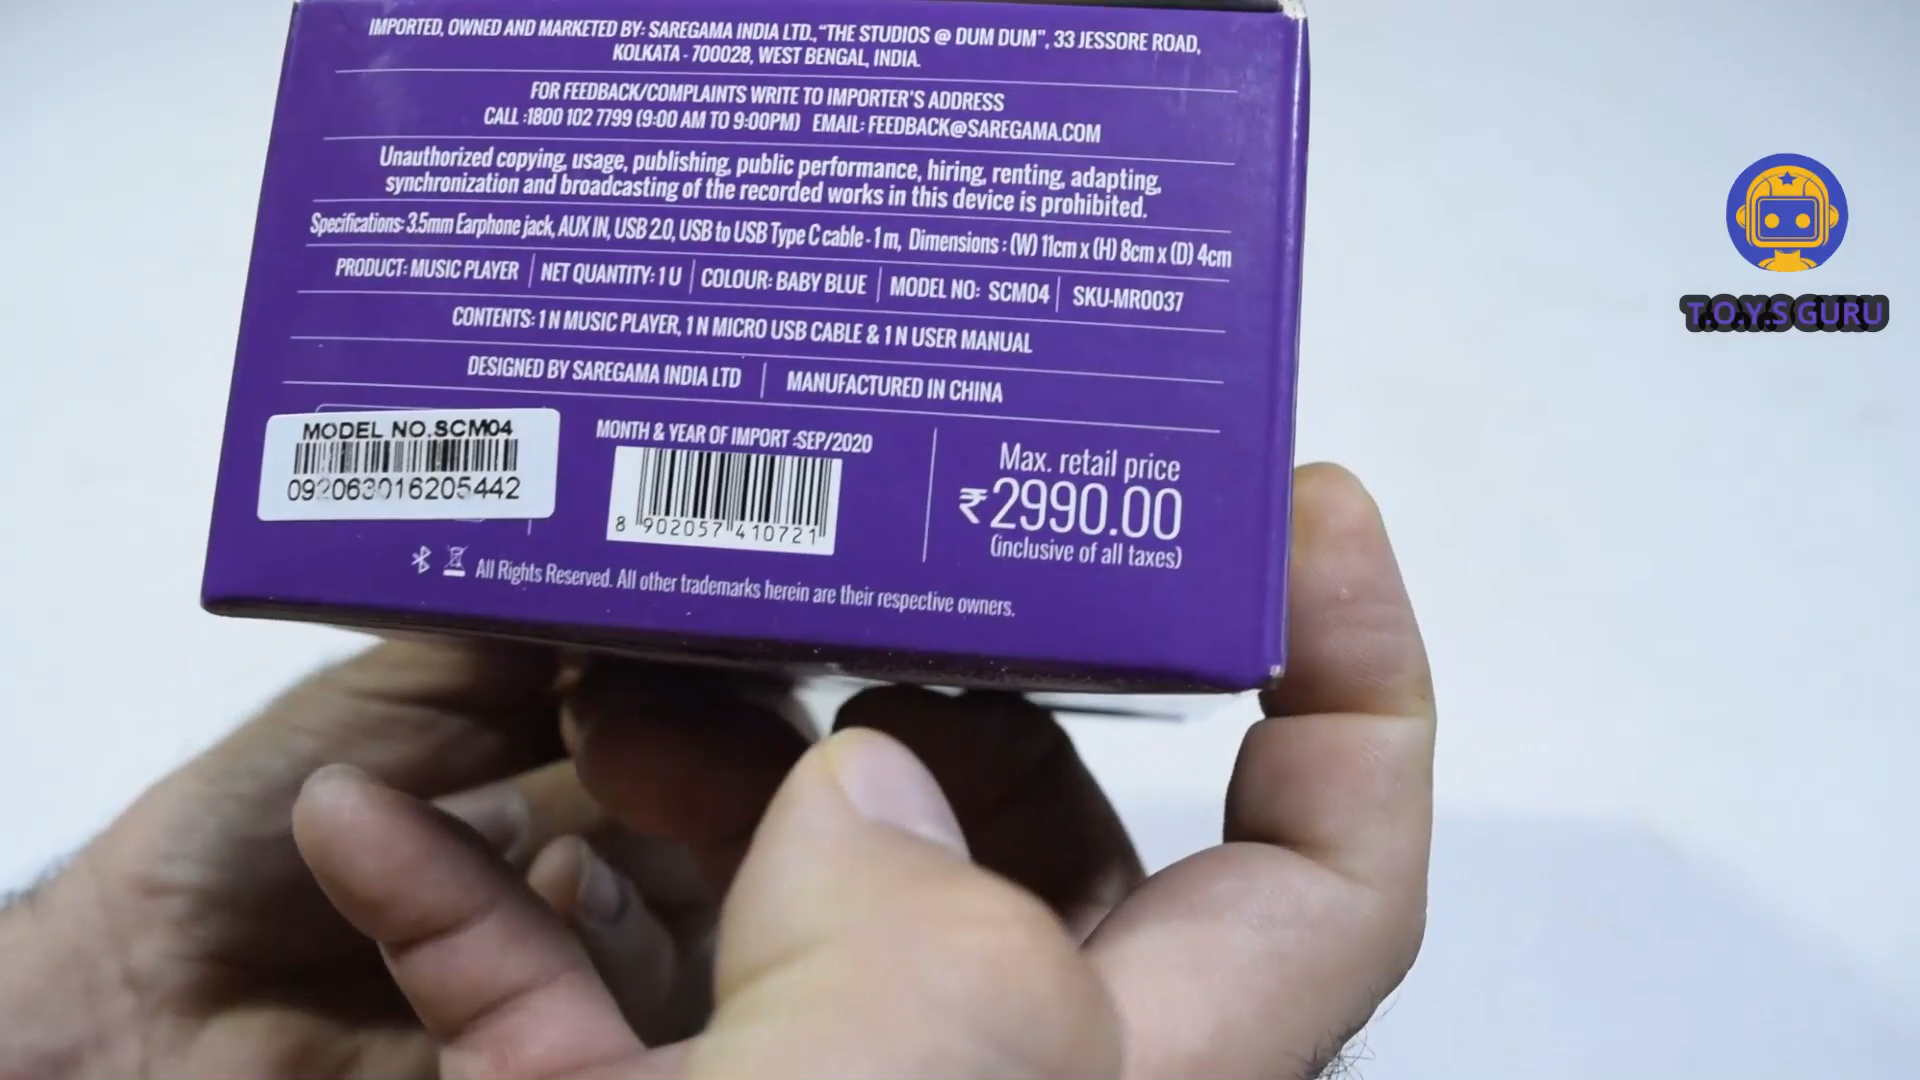 IMPORTED, OWNED AND MARKETED BY: SAREGAMA INDIA LTD., "THE STUDIOS @ DUM DUM", 33 JESSORE ROAD,
KOLKATA - 700028, WEST BENGAL, INDIA.
FOR FEEDBACK/COMPLAINTS WRITE TO IMPORTER'S ADDRESS
CALL :1800 102 7799 (9:00 AM TO 9:00PM) EMAIL: FEEDBACK@SAREGAMA.COM
Unauthorized copying, usage, publishing, public performance, hiring, renting, adapting,
synchronization and broadcasting of the recorded works in this device is prohibited.
Specifications: 3.5mm Earphone jack, AUX IN, USB 2.0, USB to USB Type C cable - 1 m, Dimensions : (W) 11cm x (H) 8cm x (D) 4cm
PRODUCT: MUSIC PLAYER NET QUANTITY: 1 U COLOUR: BABY BLUE MODEL NO: SCM04 SKU-MR0037
CONTENTS: 1 N MUSIC PLAYER, 1 N MICRO USB CABLE & 1 N USER MANUAL
DESIGNED BY SAREGAMA INDIA LTD MANUFACTURED IN CHINA
MODEL NO.SCM04
092063016205442
MONTH & YEAR OF IMPORT :SEP/2020
8 902057 410721
Max. retail price
₹2990.00
(inclusive of all taxes)
All Rights Reserved. All other trademarks herein are their respective owners.
T.O.Y.S GURU